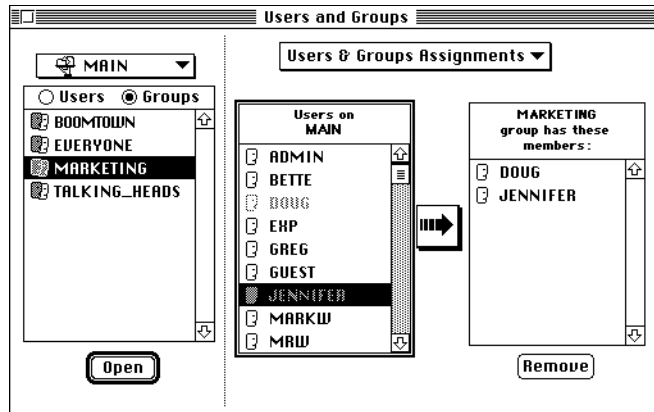 Users and Groups
MAIN
Users & Groups Assignments
Users Groups
BOOMTOWN
EVERYONE
MARKETING
TALKING_HEADS
Open
Users on
MAIN
ADMIN
BETTE
DOUG
EXP
GREG
GUEST
JENNIFER
MARKW
MRW
MARKETING
group has these
members:
DOUG
JENNIFER
Remove